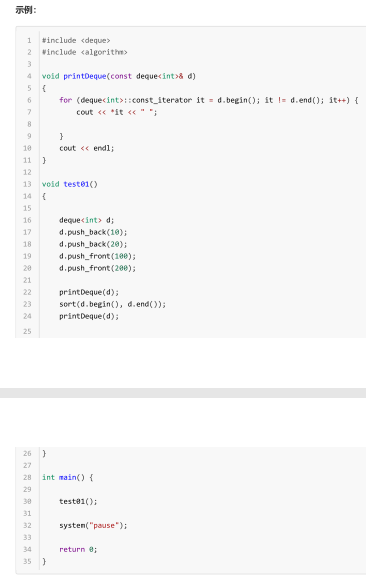 示例：
1 #include <deque>
2 #include <algorithm>
3
4 void printDeque(const deque<int>& d)
5 {
6     for (deque<int>::const_iterator it = d.begin(); it != d.end(); it++) {
7         cout << *it << " ";
8
9     }
10     cout << endl;
11 }
12
13 void test01()
14 {
15
16     deque<int> d;
17     d.push_back(10);
18     d.push_back(20);
19     d.push_front(100);
20     d.push_front(200);
21
22     printDeque(d);
23     sort(d.begin(), d.end());
24     printDeque(d);
25
26 }
27
28 int main() {
29
30     test01();
31
32     system("pause");
33
34     return 0;
35 }